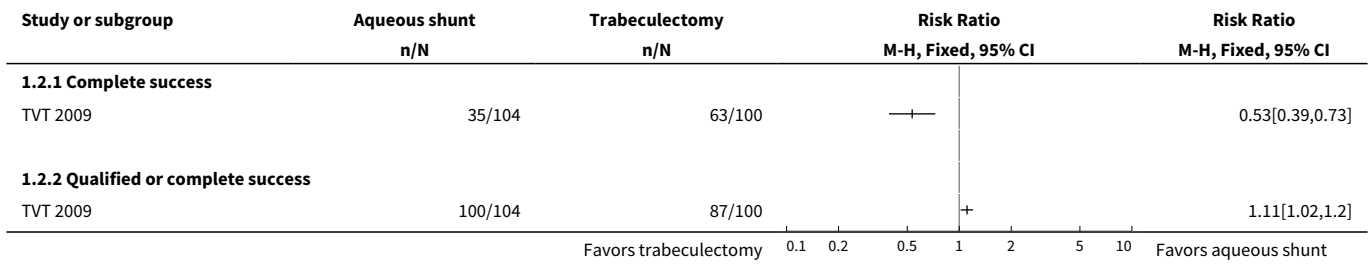 Study or subgroup Aqueous shunt Trabeculectomy Risk Ratio Risk Ratio
n/N n/N M-H, Fixed, 95% CI M-H, Fixed, 95% CI
1.2.1 Complete success
TVT 2009 35/104 63/100 0.53[0.39,0.73]
1.2.2 Qualified or complete success
TVT 2009 100/104 87/100 1.11[1.02,1.2]
Favors trabeculectomy 0.1 0.2 0.5 1 2 5 10 Favors aqueous shunt